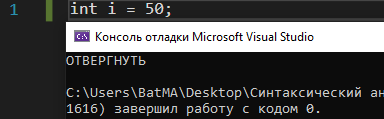 1 int i = 50;
Консоль отладки Microsoft Visual Studio
ОТВЕРГНУТЬ
C:\Users\BatMA\Desktop\Синтаксический ан
1616) завершил работу с кодом 0.